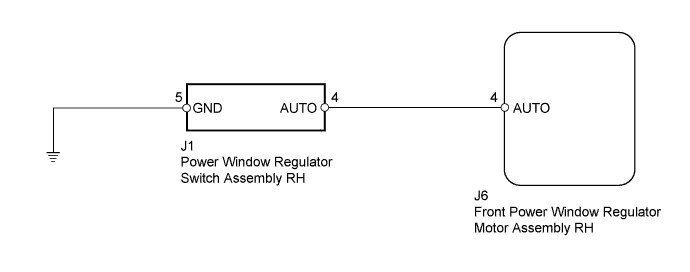 5 GND AUTO 4 4 AUTO
J1
Power Window Regulator
Switch Assembly RH
J6
Front Power Window Regulator
Motor Assembly RH